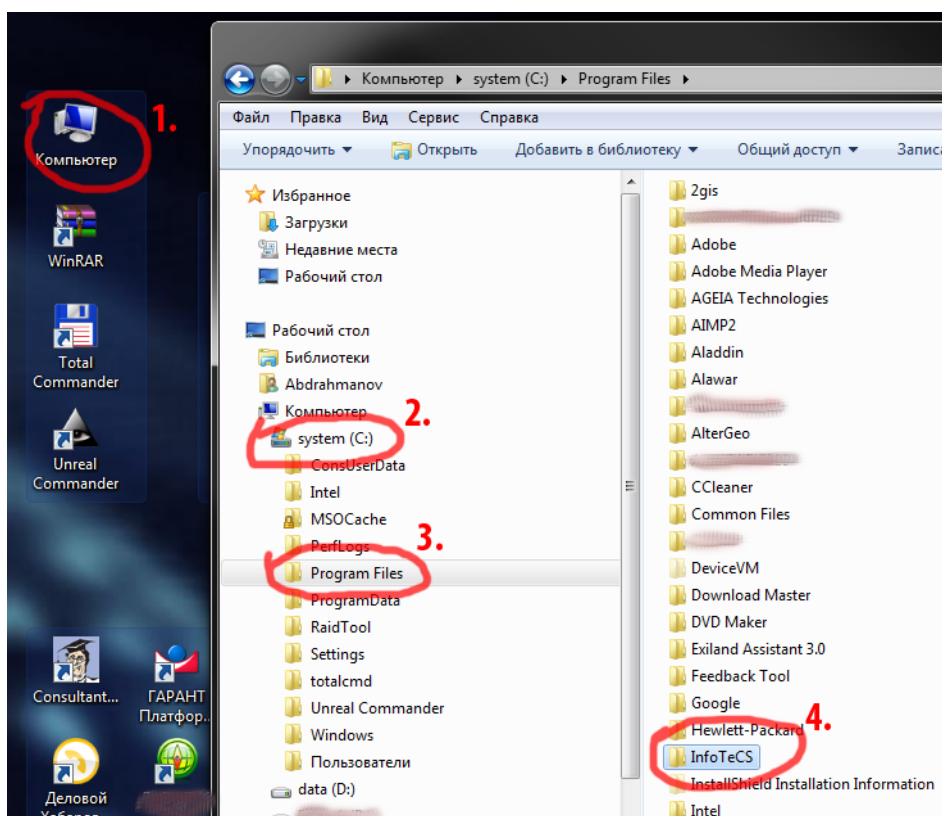 1.
Компьютер
WinRAR
Total
Commander
Unreal
Commander
Consultant...
ГАРАНТ
Платфор...
Деловой
Компьютер system (C:) Program Files
Файл Правка Вид Сервис Справка
Упорядочить Открыть Добавить в библиотеку Общий доступ
Избранное
Загрузки
Недавние места
Рабочий стол
Рабочий стол
Библиотеки
Abdrahmanov
Компьютер
2.
system (C:)
ConsUserData
Intel
MSOCache
PerfLogs
3.
Program Files
ProgramData
RaidTool
Settings
totalcmd
Unreal Commander
Windows
Пользователи
data (D:)
2gis
Adobe
Adobe Media Player
AGEIA Technologies
AIMP2
Aladdin
Alawar
AlterGeo
CCleaner
Common Files
DeviceVM
Download Master
DVD Maker
Exiland Assistant 3.0
Feedback Tool
Google
Hewlett-Packard
4.
InfoTeCS
InstallShield Installation Information
Intel